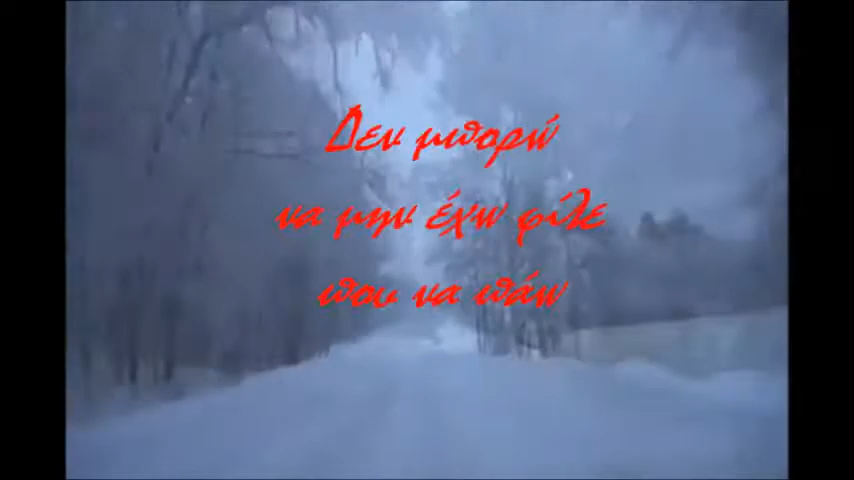 Δεν μπορώ
να μην έχω φίλε
που να πάω